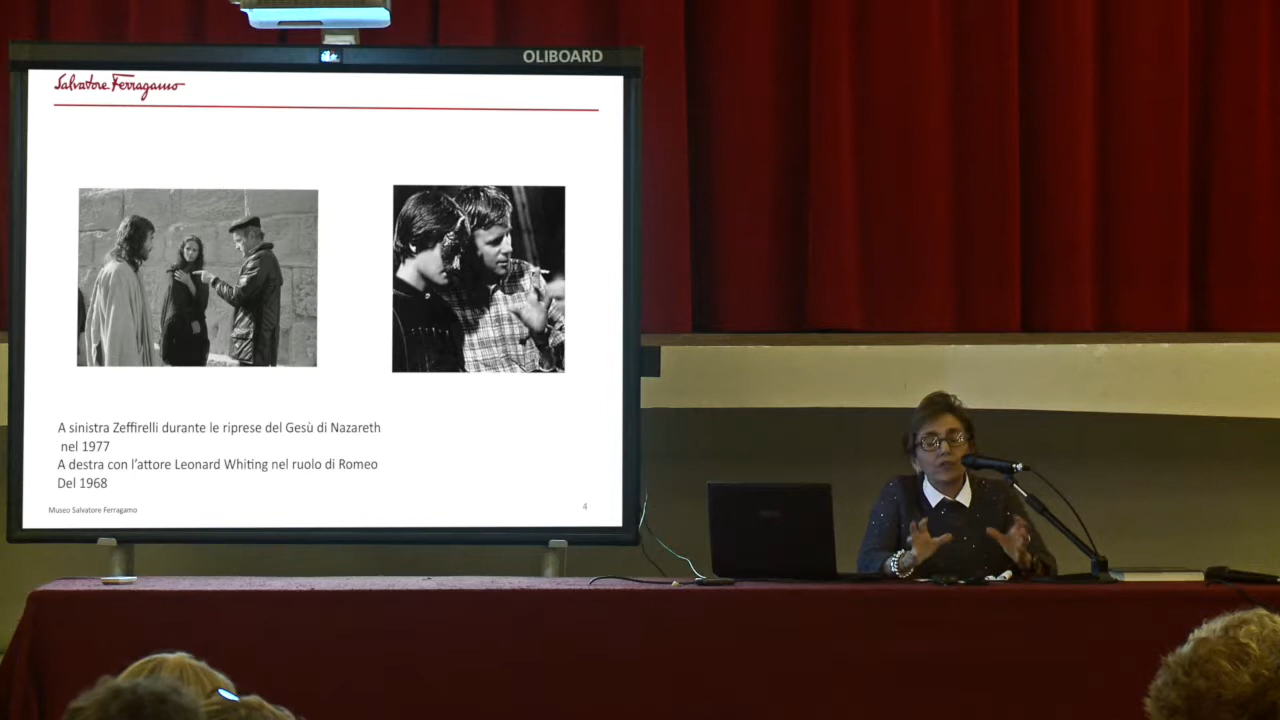 OLIBOARD
Salvatore Ferragamo
A sinistra Zeffirelli durante le riprese del Gesù di Nazareth
nel 1977
A destra con l'attore Leonard Whiting nel ruolo di Romeo
Del 1968
Museo Salvatore Ferragamo
4